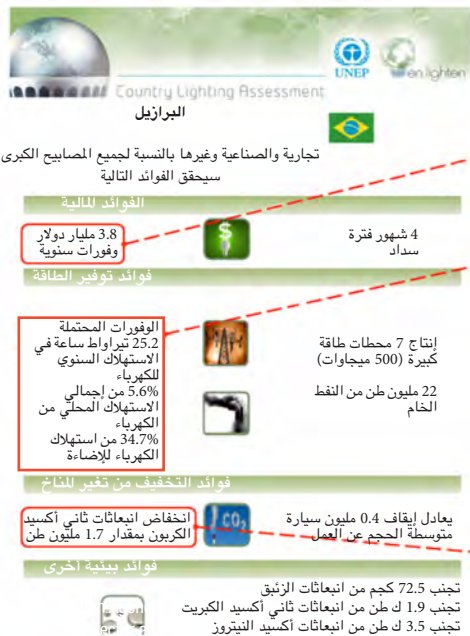 UNEP
en.lighten
Country Lighting Assessment
البرازيل
تجارية والصناعية وغيرها بالنسبة لجميع المصابيح الكبرى
سيحقق الفوائد التالية
الفوائد المالية
4 شهور فترة
سداد
3.8 مليار دولار
وفورات سنوية
فوائد توفير الطاقة
إنتاج 7 محطات طاقة
كبيرة (500 ميجاوات)
22 مليون طن من النفط
الخام
الوفورات المحتملة
25.2 تيراواط ساعة في
الاستهلاك السنوي
للكهرباء
5.6% من إجمالي
الاستهلاك المحلي من
الكهرباء
34.7% من استهلاك
الكهرباء للإضاءة
فوائد التخفيف من تغير المناخ
يعادل إيقاف 0.4 مليون سيارة
متوسطة الحجم عن العمل
CO₂
انخفاض انبعاثات ثاني أكسيد
الكربون بمقدار 1.7 مليون طن
فوائد بيئية أخرى
تجنب 72.5 كجم من انبعاثات الزئبق
تجنب 1.9 ك طن من انبعاثات ثاني أكسيد الكبريت
تجنب 3.5 ك طن من انبعاثات أكسيد النيتروز